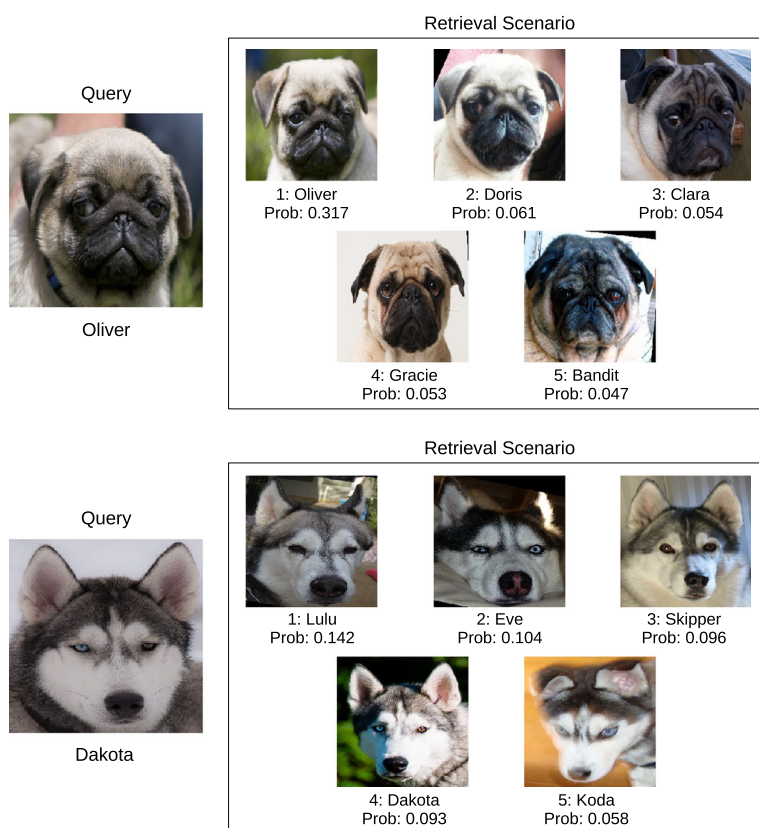 Retrieval Scenario
Query
Oliver
1: Oliver
Prob: 0.317
2: Doris
Prob: 0.061
3: Clara
Prob: 0.054
4: Gracie
Prob: 0.053
5: Bandit
Prob: 0.047
Retrieval Scenario
Query
Dakota
1: Lulu
Prob: 0.142
2: Eve
Prob: 0.104
3: Skipper
Prob: 0.096
4: Dakota
Prob: 0.093
5: Koda
Prob: 0.058